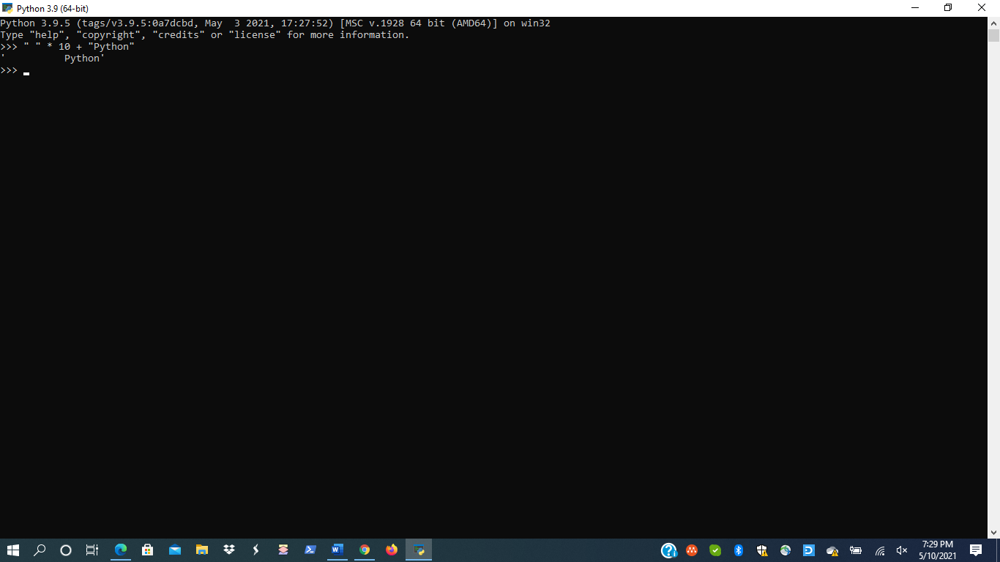 Python 3.9 (64-bit)
Python 3.9.5 (tags/v3.9.5:0a7dcbd, May  3 2021, 17:27:52) [MSC v.1928 64 bit (AMD64)] on win32
Type "help", "copyright", "credits" or "license" for more information.
>>> " " * 10 + "Python"
'          Python'
>>>
7:29 PM
5/10/2021